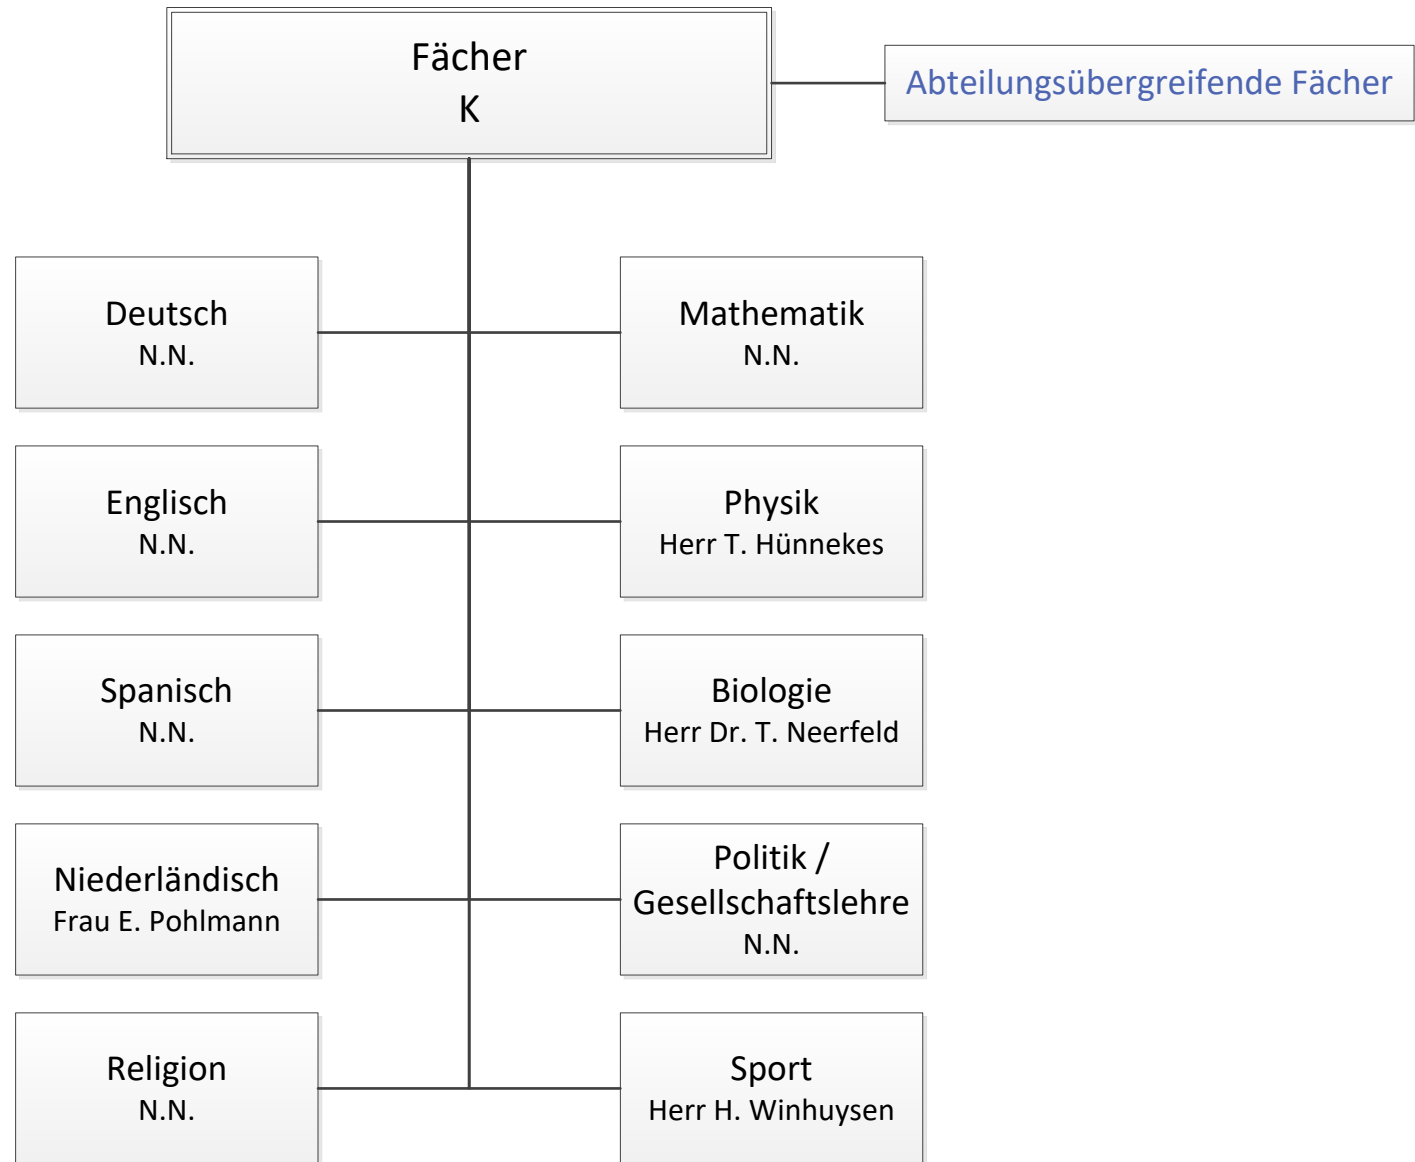 Fächer
K
Abteilungsübergreifende Fächer
Deutsch
N.N.
Mathematik
N.N.
Englisch
N.N.
Physik
Herr T. Hünnekes
Spanisch
N.N.
Biologie
Herr Dr. T. Neerfeld
Niederländisch
Frau E. Pohlmann
Politik /
Gesellschaftslehre
N.N.
Religion
N.N.
Sport
Herr H. Winhuysen